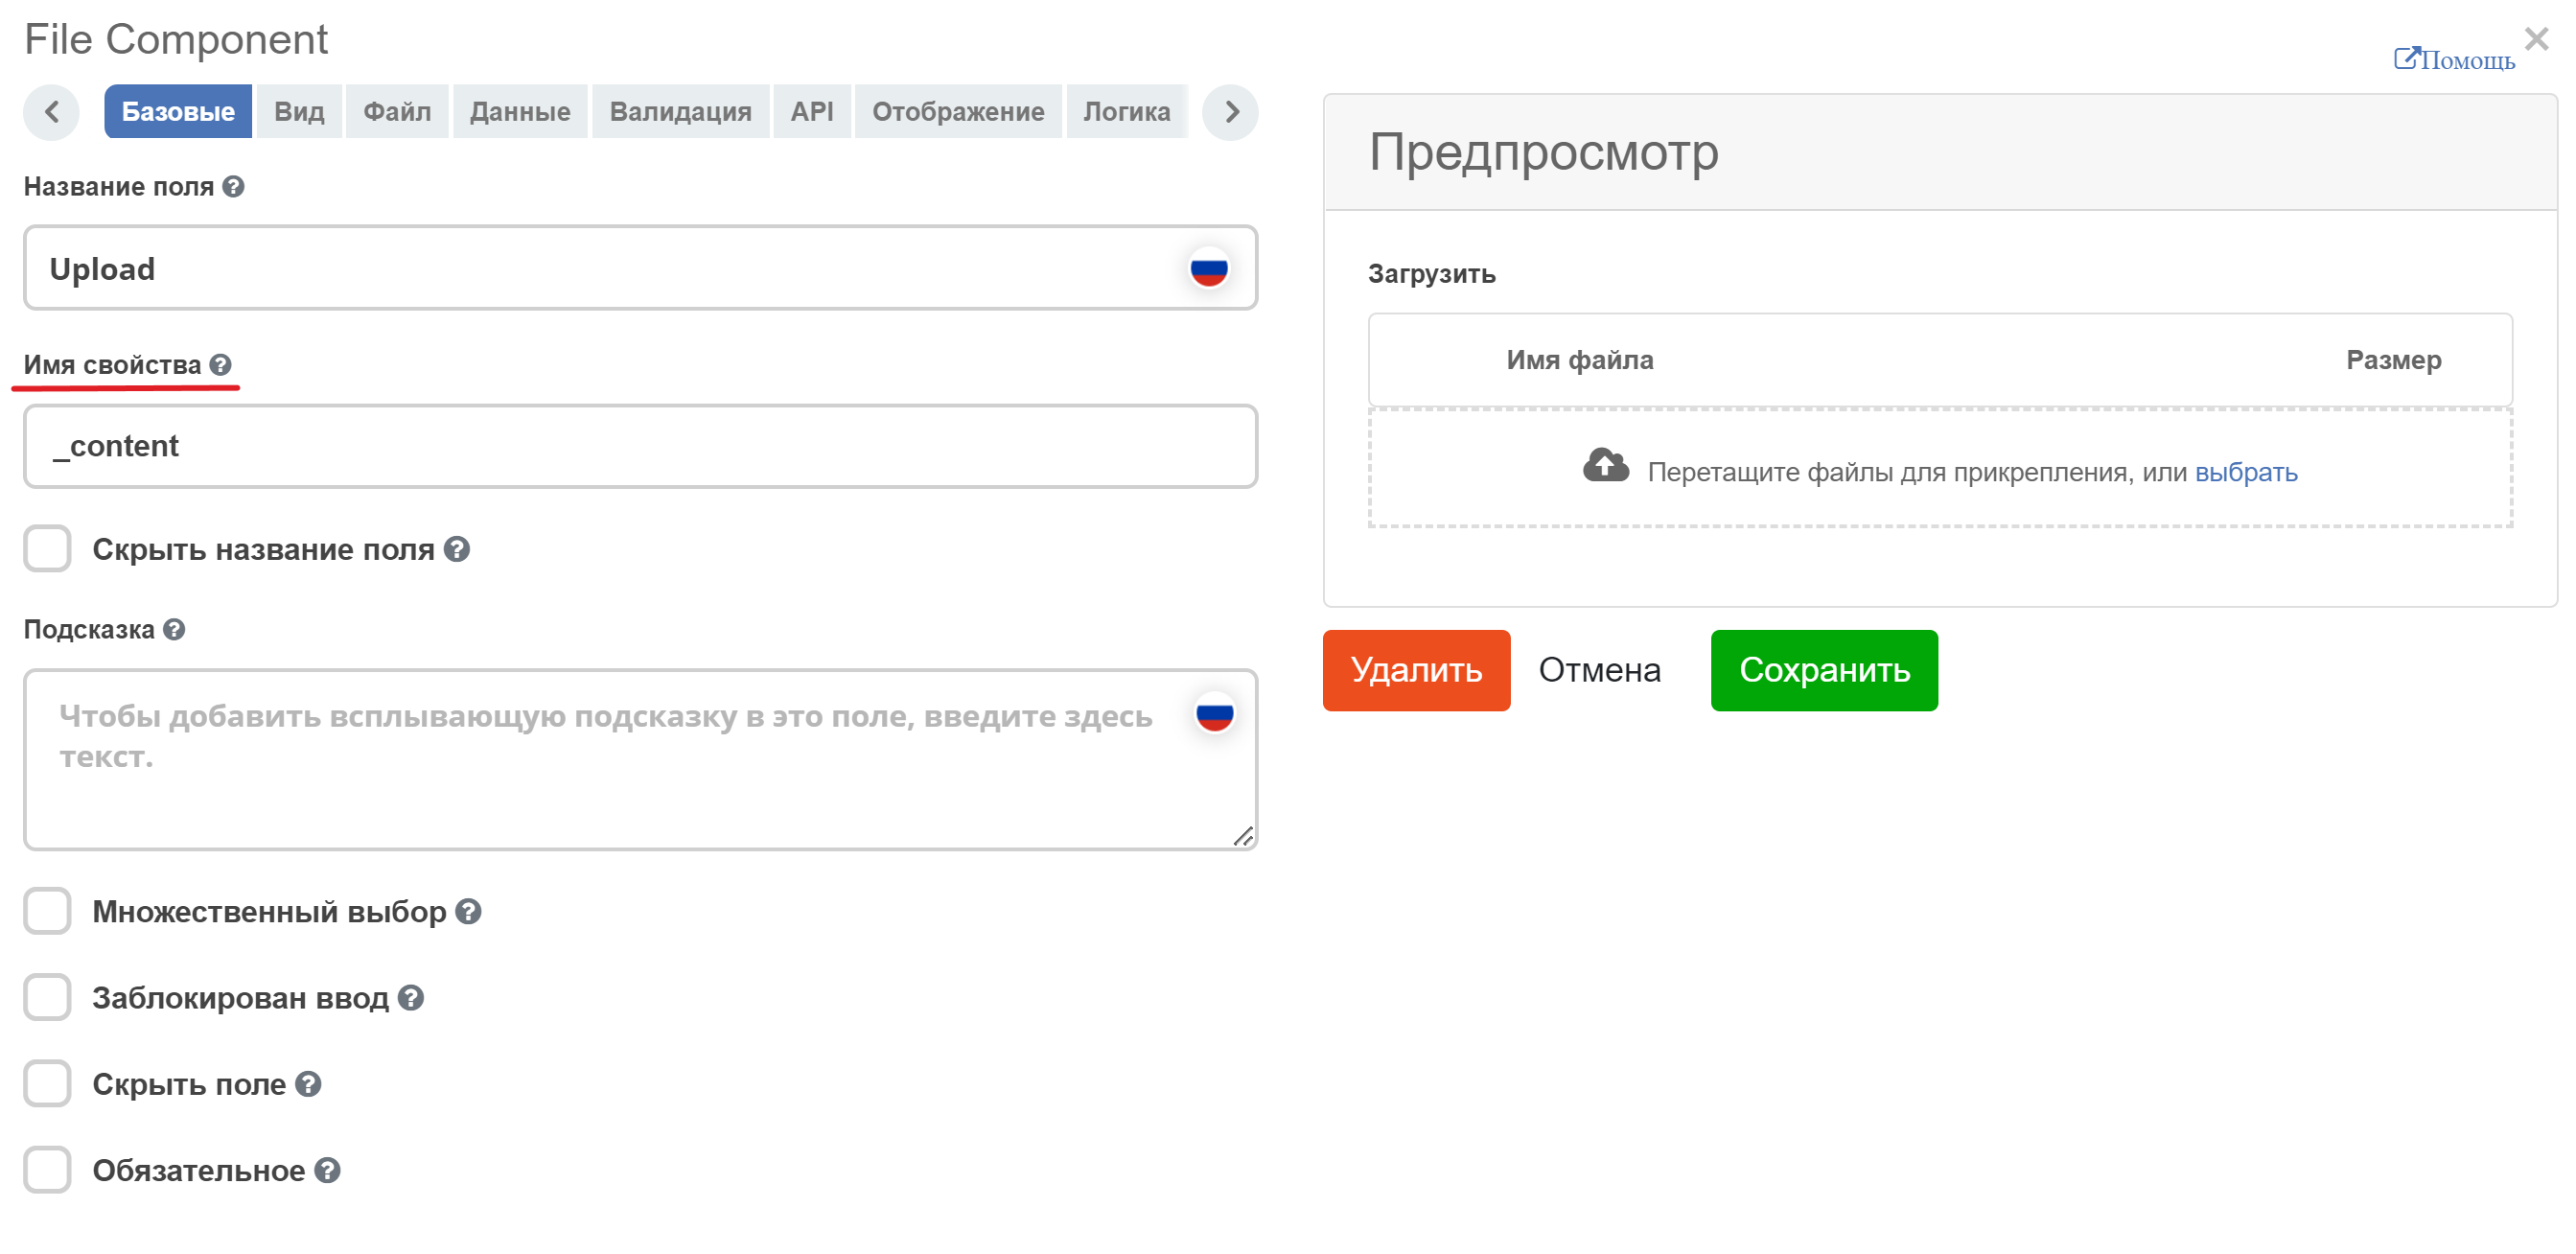 File Component
Помощь
Базовые Вид Файл Данные Валидация API Отображение Логика
Название поля
Upload
Имя свойства
_content
Скрыть название поля
Подсказка
Чтобы добавить всплывающую подсказку в это поле, введите здесь
текст.
Множественный выбор
Заблокирован ввод
Скрыть поле
Обязательное
Предпросмотр
Загрузить
Имя файла Размер
Перетащите файлы для прикрепления, или выбрать
Удалить Отмена Сохранить